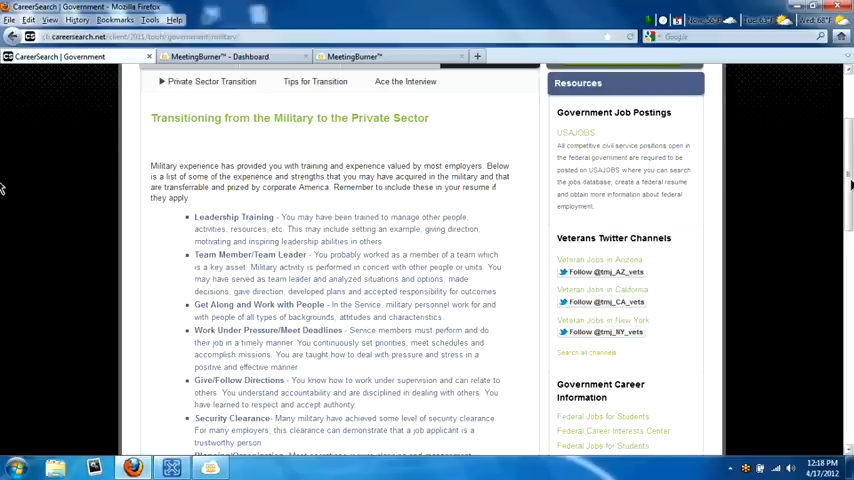 CareerSearch | Government - Mozilla Firefox
File Edit View History Bookmarks Tools Help
Tue: 63°F Wed: 68°F
careersearch.net/client/2011/tools/government/military/
Google
CareerSearch | Government
MeetingBurner™ - Dashboard
MeetingBurner™
Private Sector Transition
Tips for Transition
Ace the Interview
Transitioning from the Military to the Private Sector
Military experience has provided you with training and experience valued by most employers. Below
is a list of some of the experience and strengths that you may have acquired in the military and that
are transferrable and prized by corporate America. Remember to include these in your resume if
they apply.
Leadership Training - You may have been trained to manage other people,
activities, resources, etc. This may include setting an example, giving direction,
motivating and inspiring leadership abilities in others.
Team Member/Team Leader - You probably worked as a member of a team which
is a key asset. Military activity is performed in concert with other people or units. You
may have served as team leader and analyzed situations and options, made
decisions, gave direction, developed plans and accepted responsibility for outcomes
Get Along and Work with People - In the Service, military personnel work for and
with people of all types of backgrounds, attitudes and characteristics.
Work Under Pressure/Meet Deadlines - Service members must perform and do
their job in a timely manner. You continuously set priorities, meet schedules and
accomplish missions. You are taught how to deal with pressure and stress in a
positive and effective manner
Give/Follow Directions - You know how to work under supervision and can relate to
others. You understand accountability and are disciplined in dealing with others. You
have learned to respect and accept authority.
Security Clearance- Many military have achieved some level of security clearance.
For many employers, this clearance can demonstrate that a job applicant is a
trustworthy person.
Resources
Government Job Postings
USAJOBS
All competitive civil service positions open in
the federal government are required to be
posted on USAJOBS where you can search
the jobs database, create a federal resume
and obtain more information about federal
employment.
Veterans Twitter Channels
Veteran Jobs in Arizona
Follow @tmj_AZ_vets
Veteran Jobs in California
Follow @tmj_CA_vets
Veteran Jobs in New York
Follow @tmj_NY_vets
Search all channels
Government Career
Information
Federal Jobs for Students
Federal Career Interests Center
Federal Jobs for Students
12:18 PM
4/17/2012